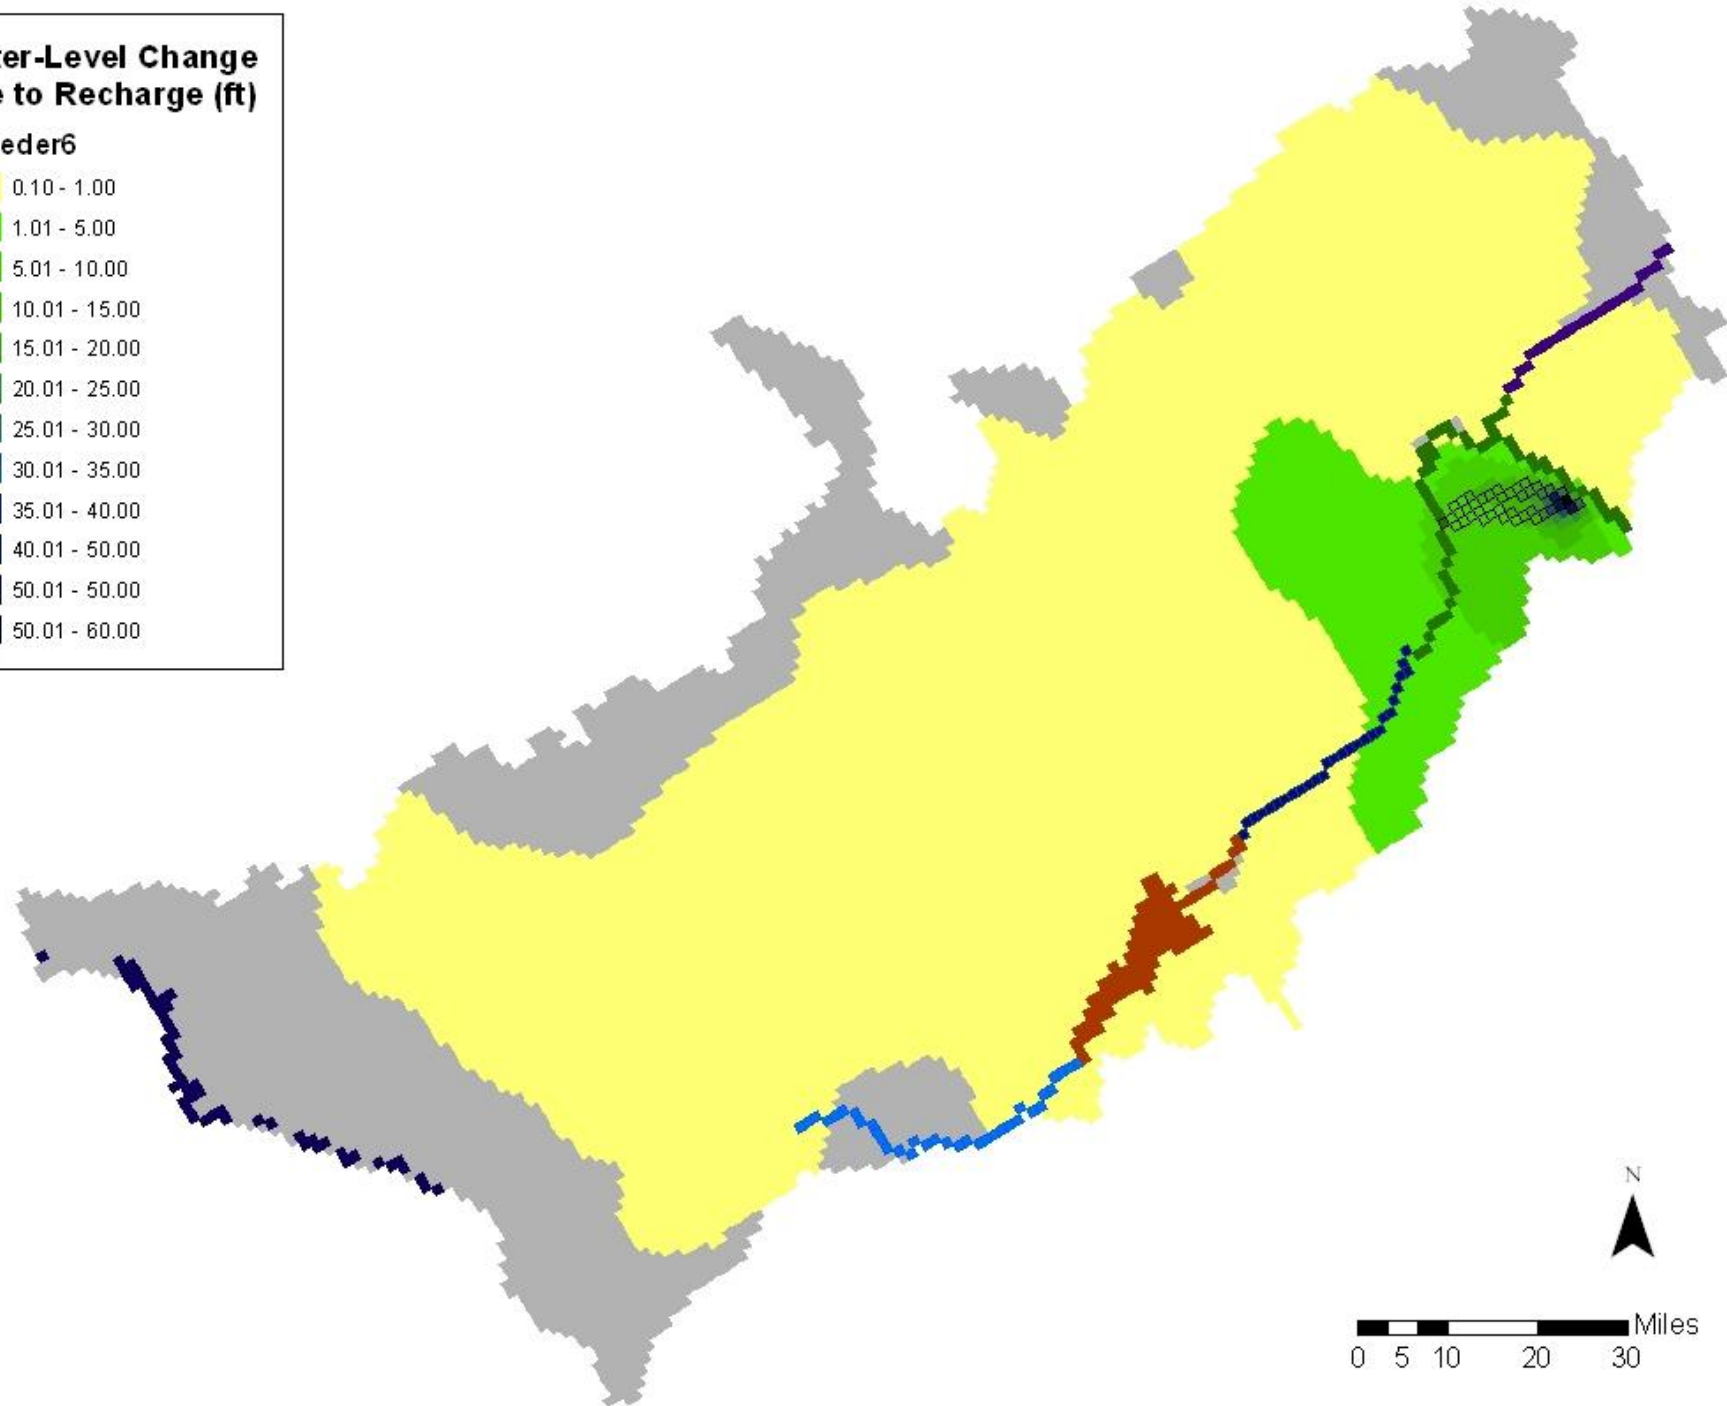 ter-Level Change
e to Recharge (ft)
eder6
0.10 - 1.00
1.01 - 5.00
5.01 - 10.00
10.01 - 15.00
15.01 - 20.00
20.01 - 25.00
25.01 - 30.00
30.01 - 35.00
35.01 - 40.00
40.01 - 50.00
50.01 - 50.00
50.01 - 60.00
N
Miles
0 5 10 20 30